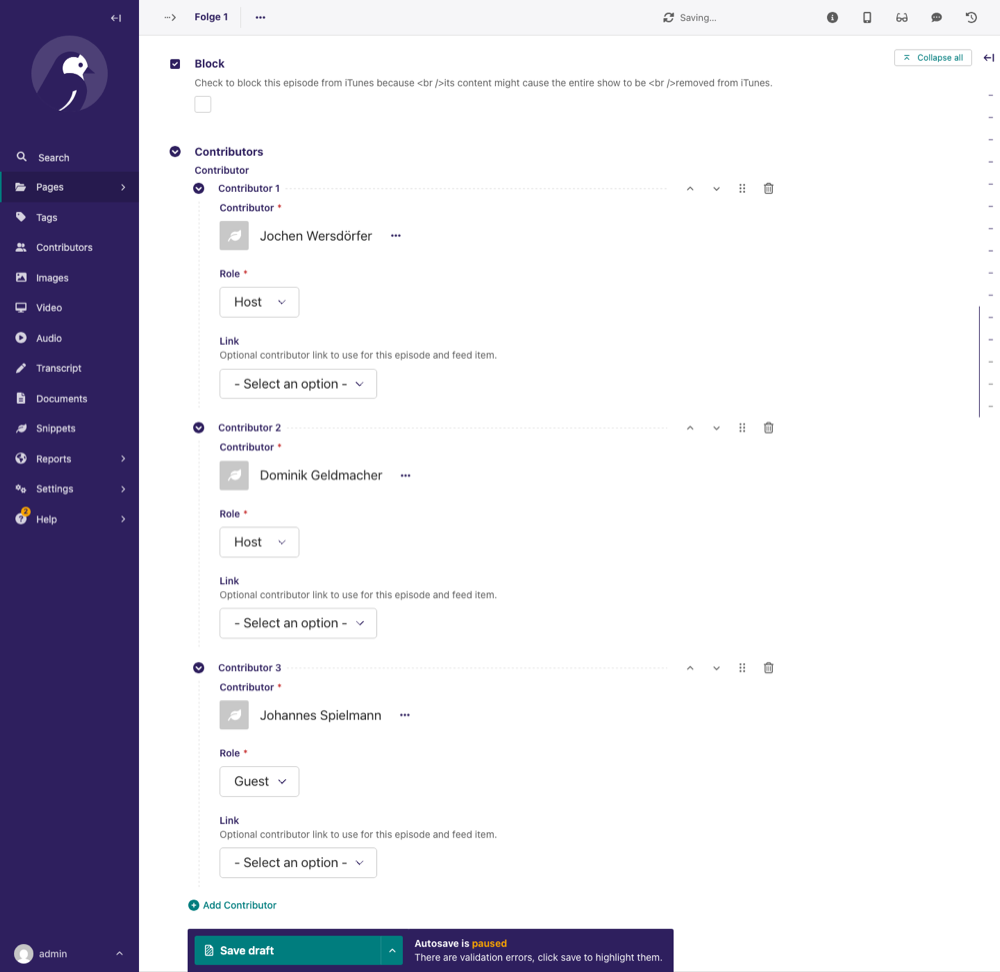 Folge 1
Saving...
Search
Pages
Tags
Contributors
Images
Video
Audio
Transcript
Documents
Snippets
Reports
Settings
2
Help
admin
Collapse all
Block
Check to block this episode from iTunes because <br />its content might cause the entire show to be <br />removed from iTunes.
Contributors
Contributor
Contributor 1
Contributor *
Jochen Wersdörfer
Role *
Host
Link
Optional contributor link to use for this episode and feed item.
- Select an option -
Contributor 2
Contributor *
Dominik Geldmacher
Role *
Host
Link
Optional contributor link to use for this episode and feed item.
- Select an option -
Contributor 3
Contributor *
Johannes Spielmann
Role *
Guest
Link
Optional contributor link to use for this episode and feed item.
- Select an option -
Add Contributor
Save draft
Autosave is paused
There are validation errors, click save to highlight them.